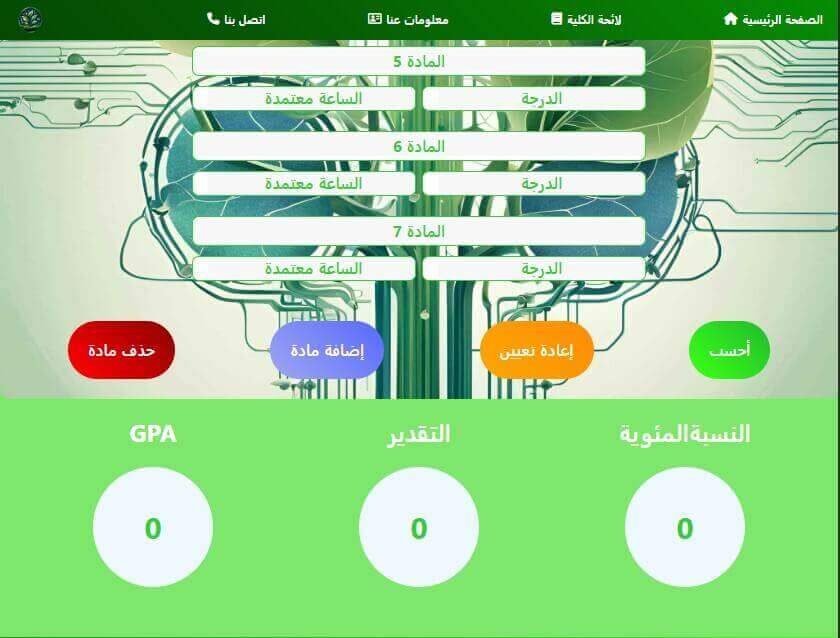 الصفحة الرئيسية
لائحة الكلية
معلومات عنا
اتصل بنا
المادة 5
الدرجة
الساعة معتمدة
المادة 6
الدرجة
الساعة معتمدة
المادة 7
الدرجة
الساعة معتمدة
أحسب
إعادة تعيين
إضافة مادة
حذف مادة
النسبةالمئوية
التقدير
GPA
0
0
0